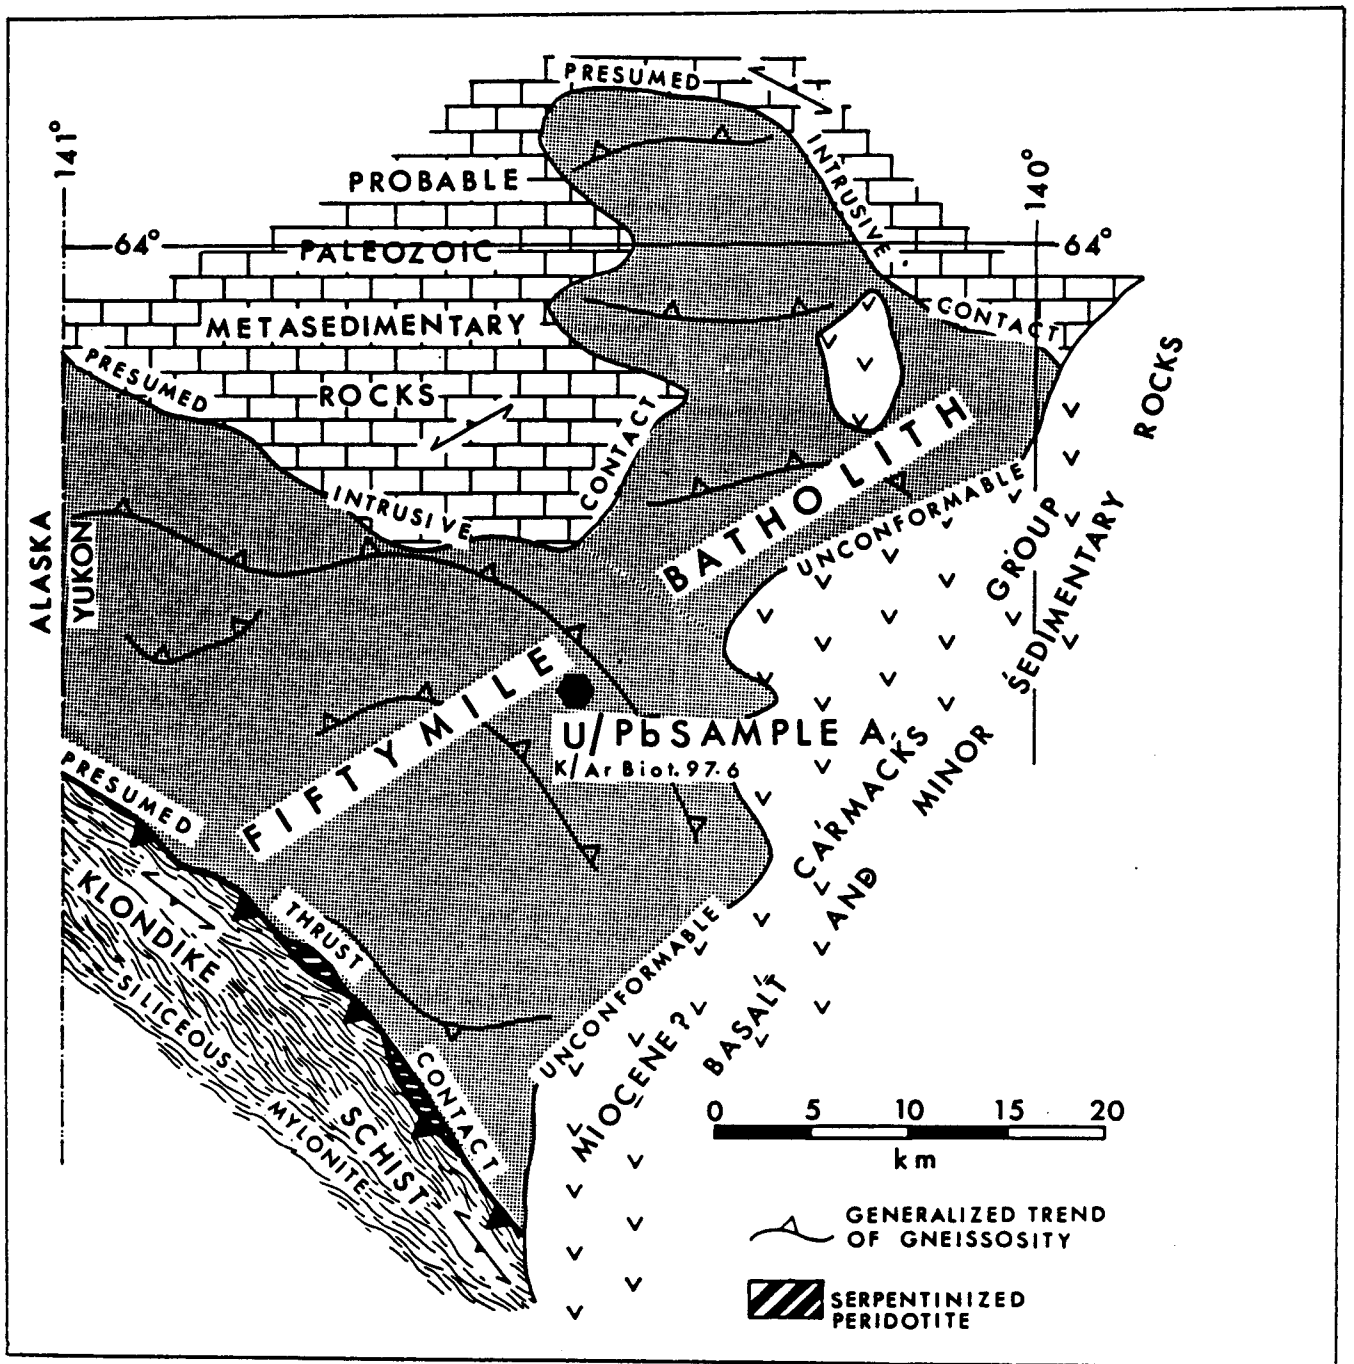 PRESUMED
INTRUSIVE
CONTACT
141°
140°
64°
64°
PROBABLE
PALEOZOIC
METASEDIMENTARY
ROCKS
PRESUMED
INTRUSIVE
CONTACT
ALASKA
YUKON
FIFTYMILE
BATHOLITH
U/Pb SAMPLE A
K/Ar Biot. 97.6
UNCONFORMABLE
UNCONFORMABLE
PRESUMED
THRUST
CONTACT
KLONDIKE
SCHIST
SILICEOUS
MYLONITE
MIOCENE?
CARMACKS
GROUP
BASALT
AND
MINOR
SEDIMENTARY
ROCKS
0 5 10 15 20
km
GENERALIZED TREND
OF GNEISSOSITY
SERPENTINIZED
PERIDOTITE